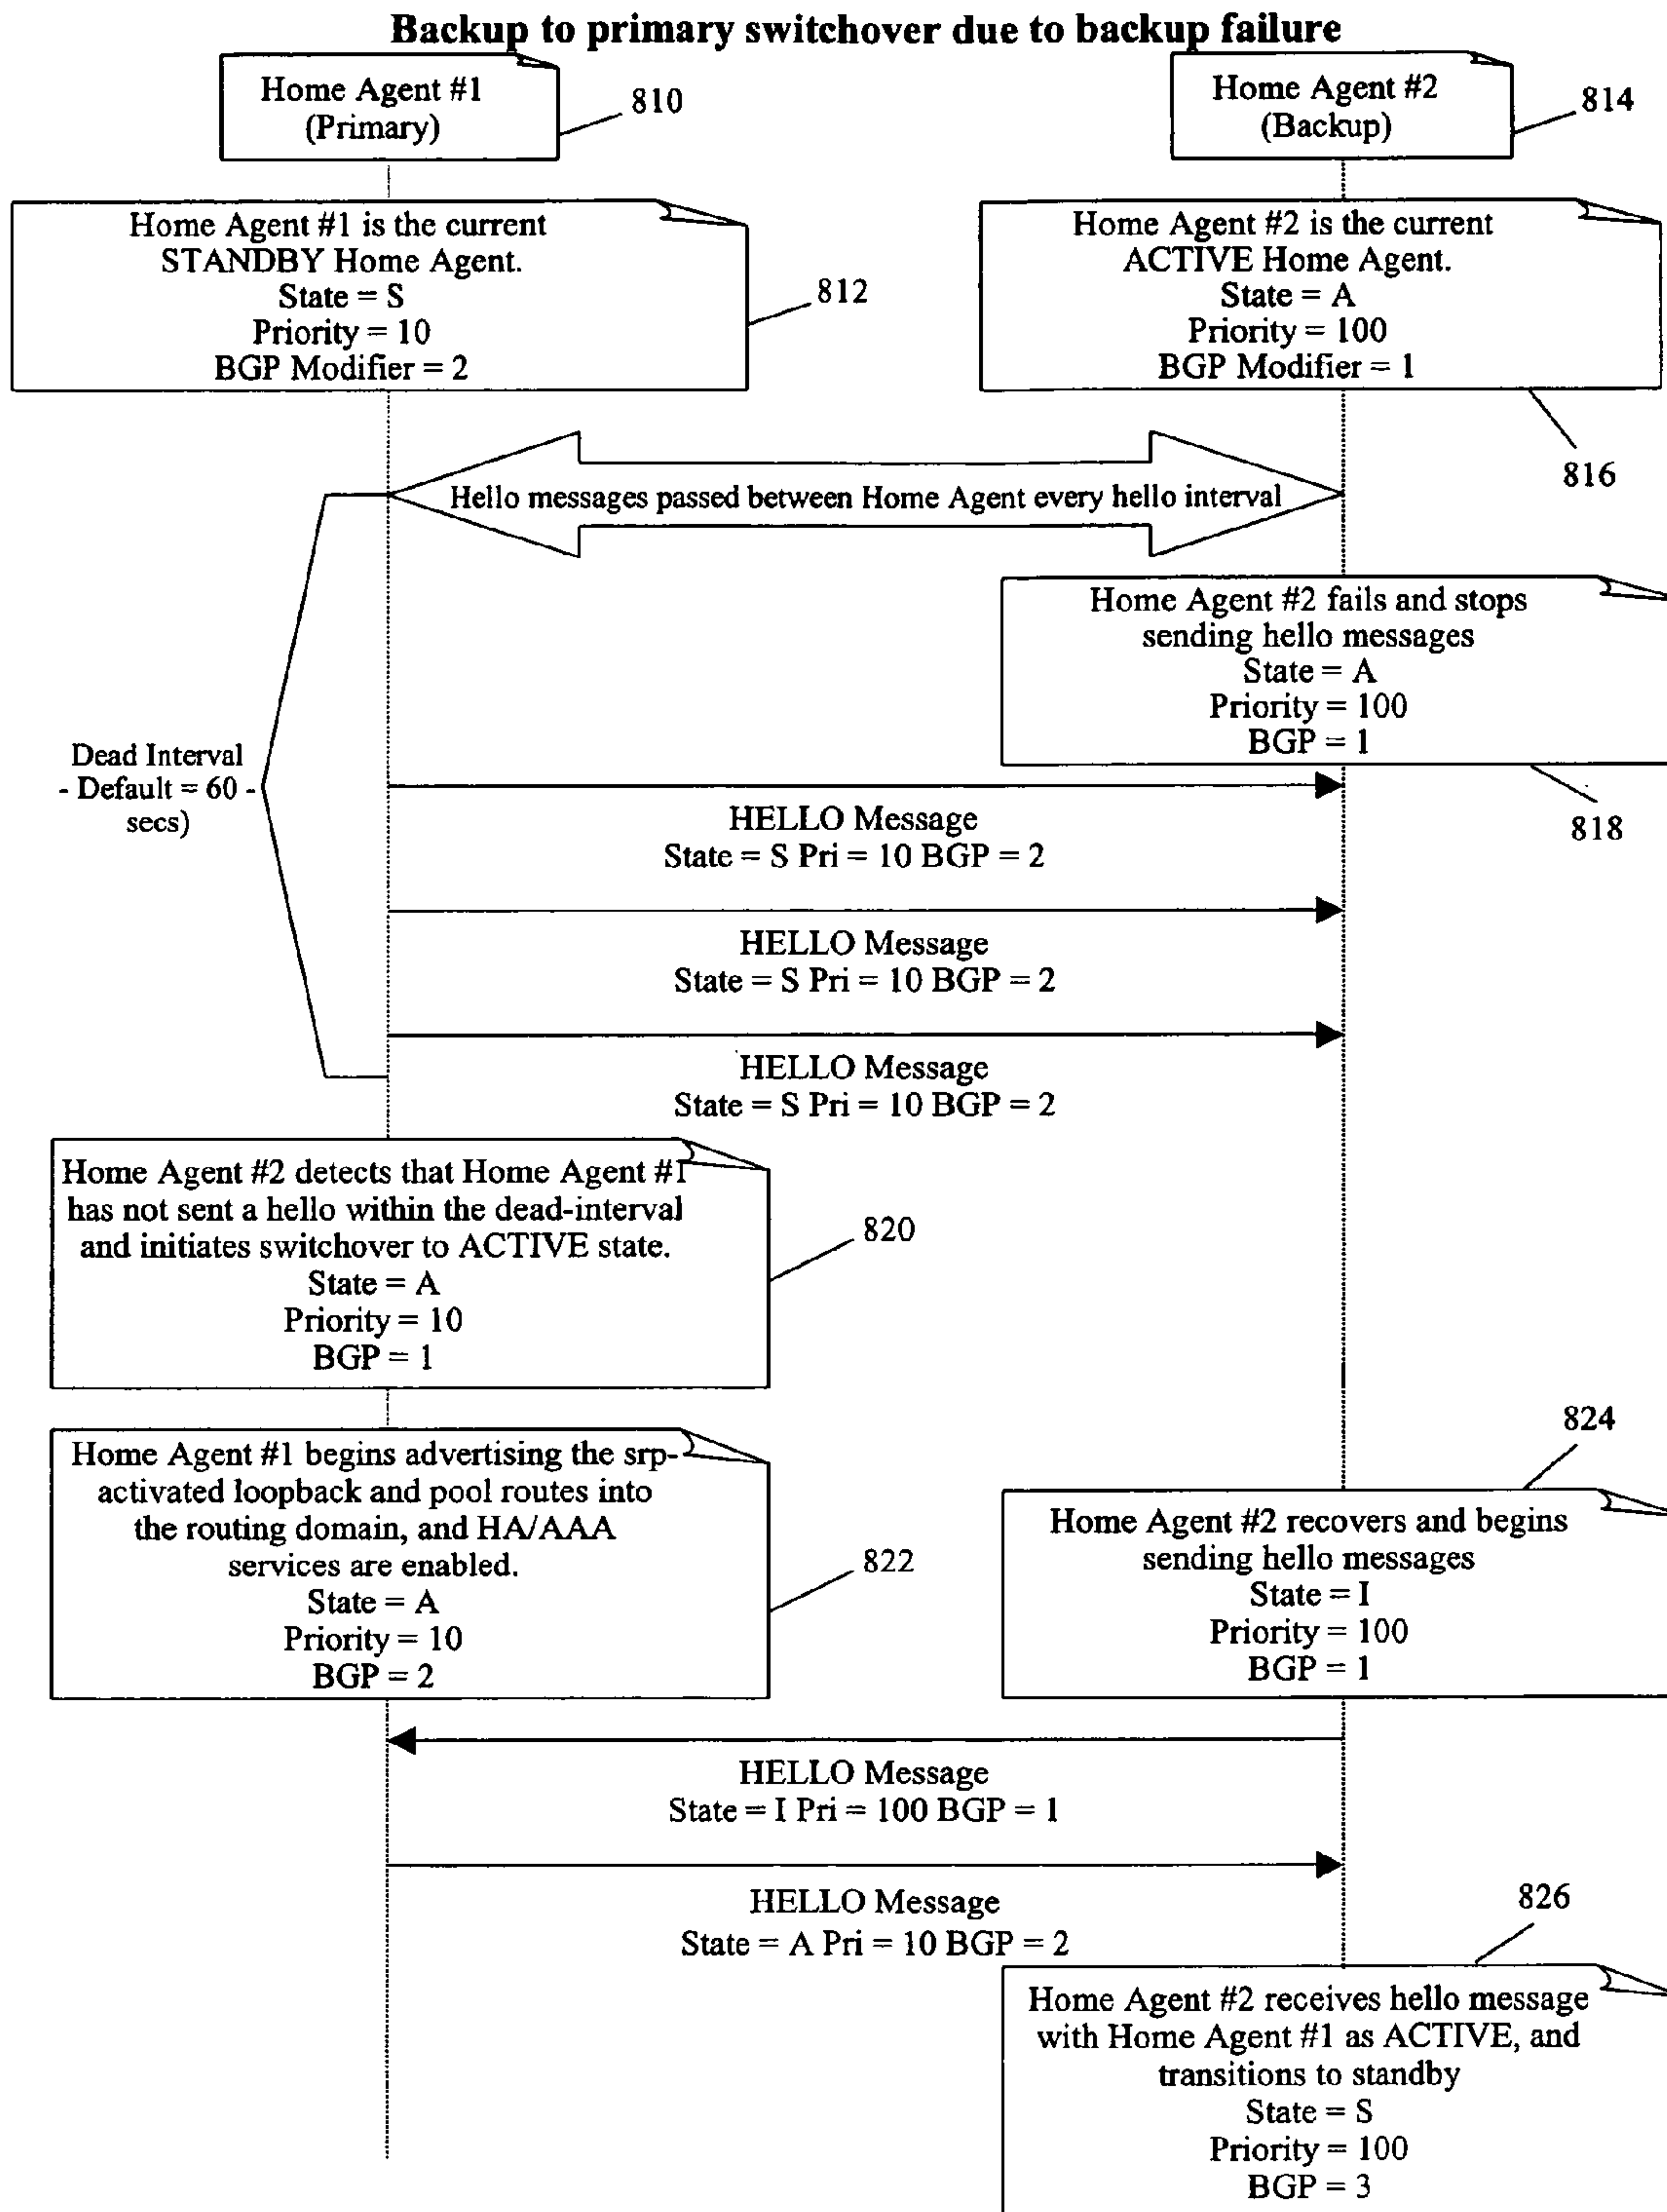 Backup to primary switchover due to backup failure
Home Agent #1
(Primary)
810
Home Agent #2
(Backup)
814
Home Agent #1 is the current
STANDBY Home Agent.
State = S
Priority = 10
BGP Modifier = 2
812
Home Agent #2 is the current
ACTIVE Home Agent.
State = A
Priority = 100
BGP Modifier = 1
816
Hello messages passed between Home Agent every hello interval
Home Agent #2 fails and stops
sending hello messages
State = A
Priority = 100
BGP = 1
818
Dead Interval
- Default = 60 -
secs)
HELLO Message
State = S Pri = 10 BGP = 2
HELLO Message
State = S Pri = 10 BGP = 2
HELLO Message
State = S Pri = 10 BGP = 2
Home Agent #2 detects that Home Agent #1
has not sent a hello within the dead-interval
and initiates switchover to ACTIVE state.
State = A
Priority = 10
BGP = 1
820
Home Agent #1 begins advertising the srp-
activated loopback and pool routes into
the routing domain, and HA/AAA
services are enabled.
State = A
Priority = 10
BGP = 2
822
824
Home Agent #2 recovers and begins
sending hello messages
State = I
Priority = 100
BGP = 1
HELLO Message
State = I Pri = 100 BGP = 1
HELLO Message
State = A Pri = 10 BGP = 2
826
Home Agent #2 receives hello message
with Home Agent #1 as ACTIVE, and
transitions to standby
State = S
Priority = 100
BGP = 3